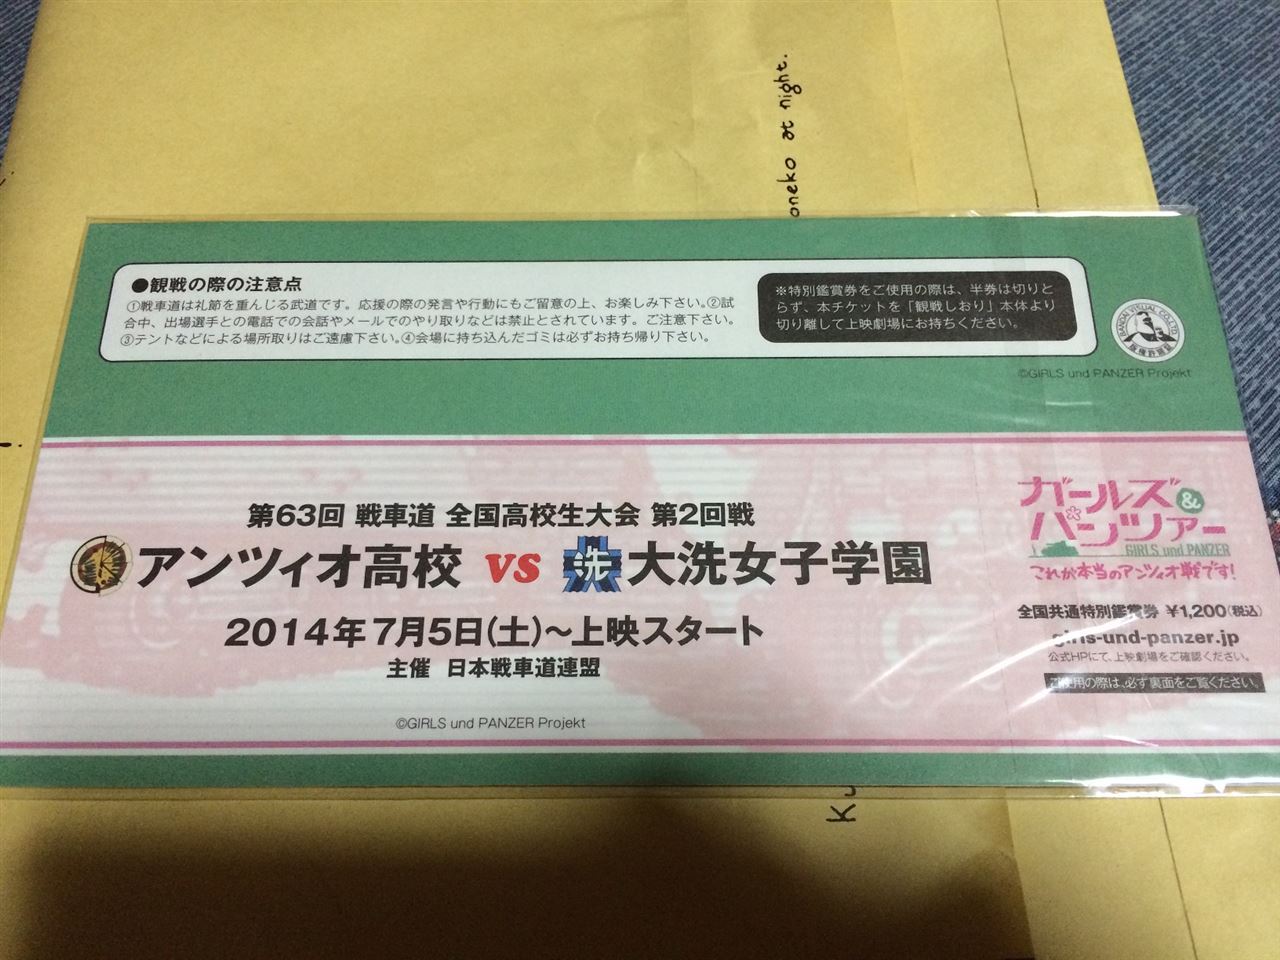 oneko at night.
●観戦の際の注意点
①戦車道は礼節を重んじる武道です。応援の際の発言や行動にもご留意の上、お楽しみ下さい。②試
合中、出場選手との電話での会話やメールでのやり取りなどは禁止とされています。ご注意下さい。
③テントなどによる場所取りはご遠慮下さい。④会場に持ち込んだゴミは必ずお持ち帰り下さい。
※特別鑑賞券をご使用の際は、半券は切りと
らず、本チケットを「観戦しおり」本体より
切り離して上映劇場にお持ちください。
BANDAI VISUAL CO.,LTD.
©GIRLS und PANZER Projekt
第63回 戦車道 全国高校生大会 第2回戦
アンツィオ高校 vs 洗 大洗女子学園
2014年7月5日(土)〜上映スタート
主催 日本戦車道連盟
©GIRLS und PANZER Projekt
ガールズ&
パンツァー
GIRLS und PANZER
これが本当のアンツィオ戦です!
全国共通特別鑑賞券 ¥1,200(税込)
girls-und-panzer.jp
公式HPにて、上映劇場をご確認ください。
ご使用の際は、必ず裏面をご覧ください。